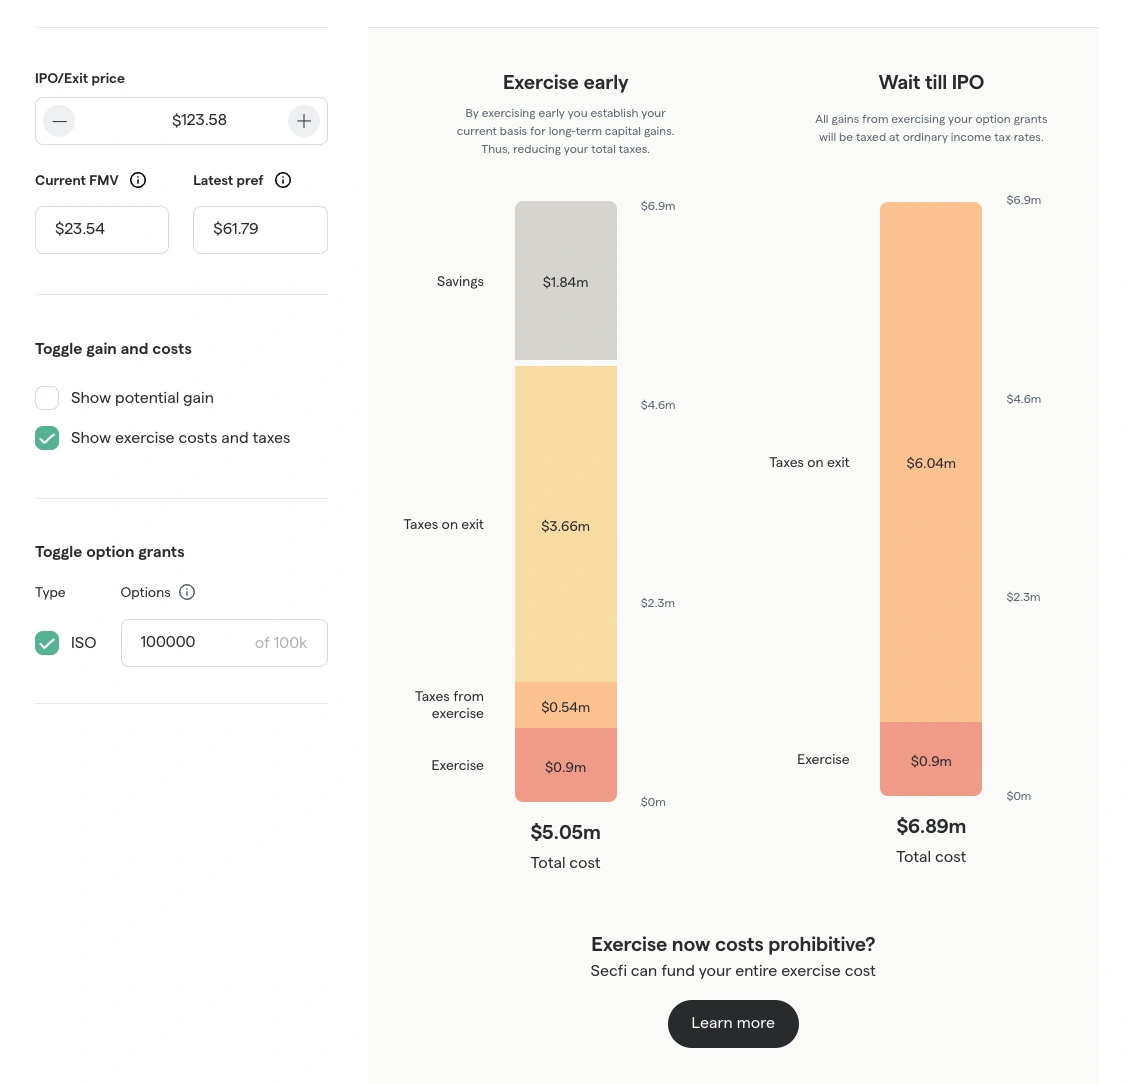 IPO/Exit price
$123.58
Current FMV
Latest pref
$23.54
$61.79
Toggle gain and costs
Show potential gain
Show exercise costs and taxes
Toggle option grants
Type
Options
ISO
100000
of 100k
Exercise early
By exercising early you establish your
current basis for long-term capital gains.
Thus, reducing your total taxes.
$6.9m
Savings
$1.84m
$4.6m
Taxes on exit
$3.66m
$2.3m
Taxes from
exercise
$0.54m
Exercise
$0.9m
$0m
$5.05m
Total cost
Wait till IPO
All gains from exercising your option grants
will be taxed at ordinary income tax rates.
$6.9m
$4.6m
Taxes on exit
$6.04m
$2.3m
Exercise
$0.9m
$0m
$6.89m
Total cost
Exercise now costs prohibitive?
Secfi can fund your entire exercise cost
Learn more